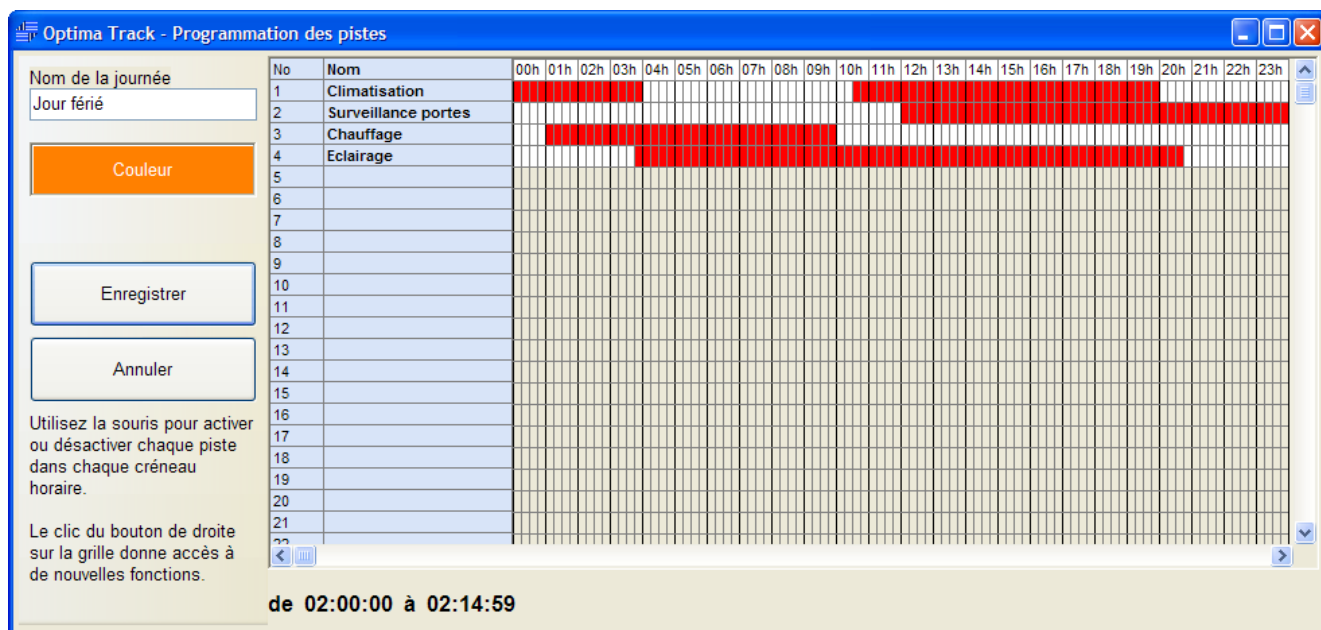 Optima Track - Programmation des pistes
Nom de la journée
Jour férié
Couleur
Enregistrer
Annuler
Utilisez la souris pour activer
ou désactiver chaque piste
dans chaque créneau
horaire.
Le clic du bouton de droite
sur la grille donne accès à
de nouvelles fonctions.
No Nom 00h 01h 02h 03h 04h 05h 06h 07h 08h 09h 10h 11h 12h 13h 14h 15h 16h 17h 18h 19h 20h 21h 22h 23h
1 Climatisation
2 Surveillance portes
3 Chauffage
4 Eclairage
5
6
7
8
9
10
11
12
13
14
15
16
17
18
19
20
21
22
de 02:00:00 à 02:14:59